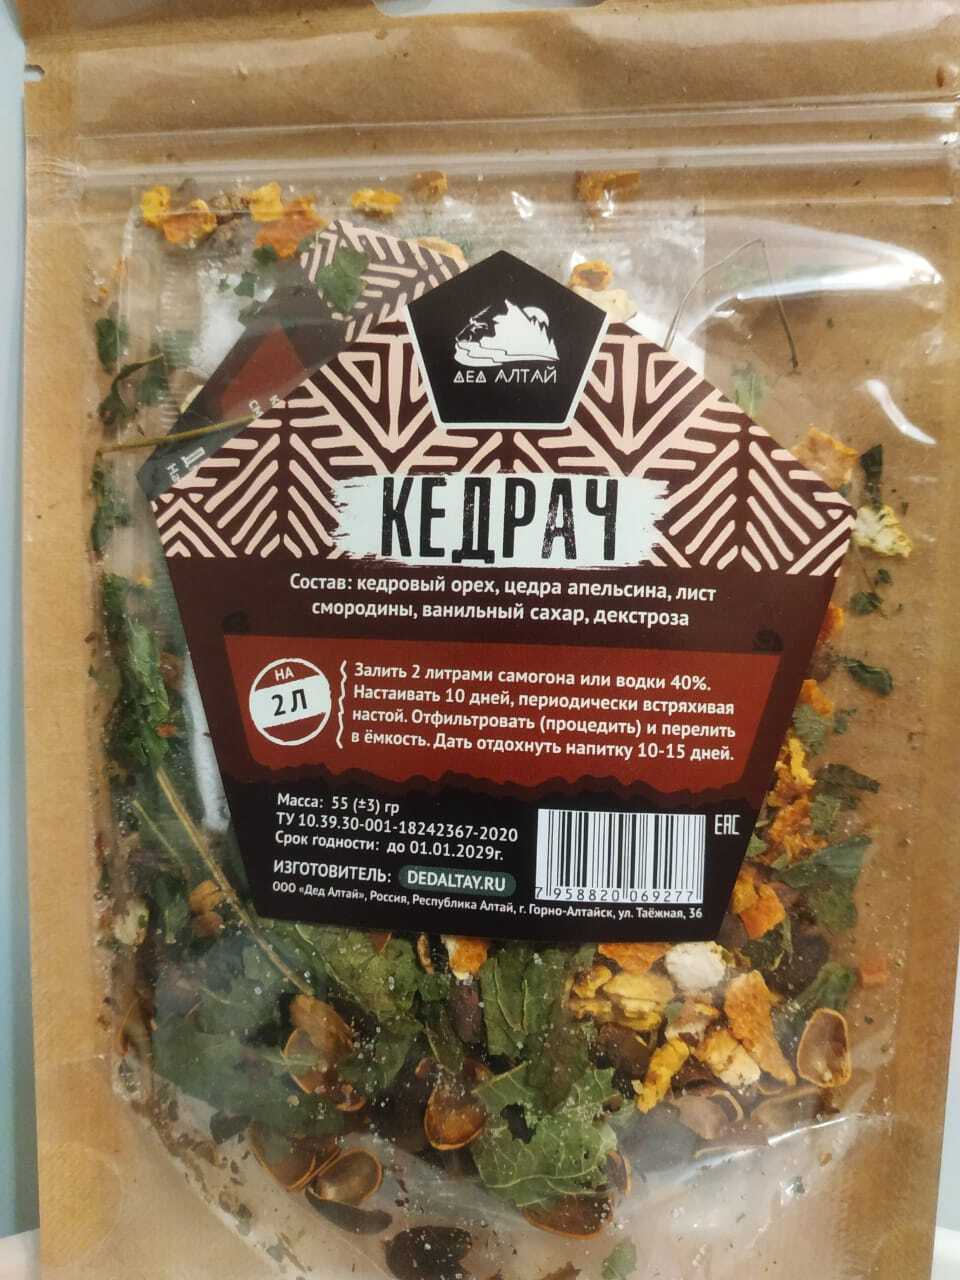 ДЕД АЛТАЙ
КЕДРАЧ
Состав: кедровый орех, цедра апельсина, лист
смородины, ванильный сахар, декстроза
НА
2 Л
Залить 2 литрами самогона или водки 40%.
Настаивать 10 дней, периодически встряхивая
настой. Отфильтровать (процедить) и перелить
в ёмкость. Дать отдохнуть напитку 10-15 дней.
Масса: 55 (±3) гр
ТУ 10.39.30-001-18242367-2020
Срок годности: до 01.01.2029г.
ИЗГОТОВИТЕЛЬ: DEDALTAY.RU
ООО «Дед Алтай», Россия, Республика Алтай, г. Горно-Алтайск, ул. Таёжная, 36
7 958820 069277
EAC